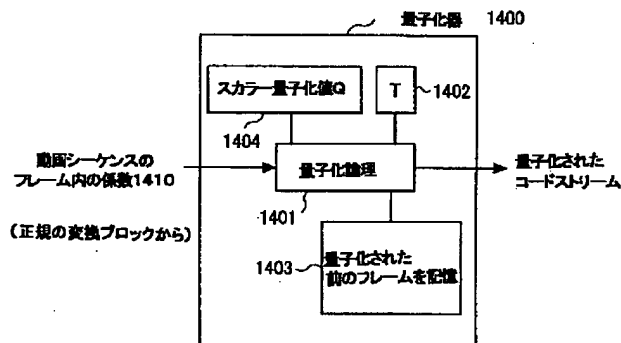 量子化器 1400
スカラー量子化値Q
T
1402
1404
動画シーケンスの
フレーム内の係数1410
量子化論理
量子化された
コードストリーム
1401
(正規の変換ブロックから)
1403
量子化された
前のフレームを記憶